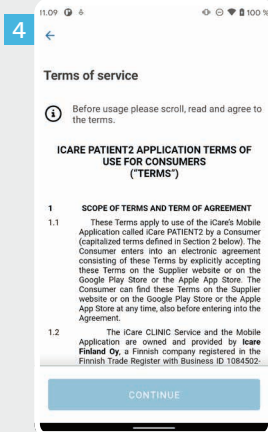 11.09 100 %
4
Terms of service
Before usage please scroll, read and agree to
the terms.
ICARE PATIENT2 APPLICATION TERMS OF
USE FOR CONSUMERS
("TERMS")
1 SCOPE OF TERMS AND TERM OF AGREEMENT
1.1 These Terms apply to use of the iCare's Mobile
Application called iCare PATIENT2 by a Consumer
(capitalized terms defined in Section 2 below). The
Consumer enters into an electronic agreement
consisting of these Terms by explicitly accepting
these Terms on the Supplier website or on the
Google Play Store or the Apple App Store. The
Consumer can find these Terms on the Supplier
website or on the Google Play Store or the Apple
App Store at any time, also before entering into the
Agreement.
1.2 The iCare CLINIC Service and the Mobile
Application are owned and provided by Icare
Finland Oy, a Finnish company registered in the
Finnish Trade Register with Business ID 1084502-
CONTINUE